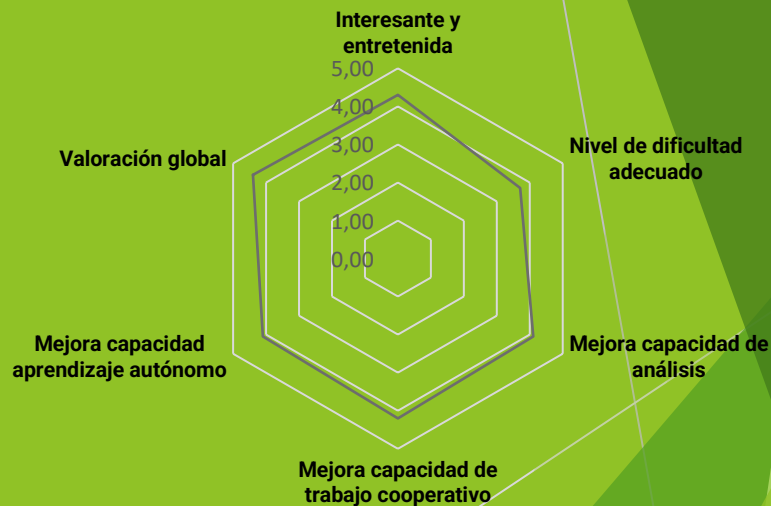 Interesante y
entretenida
5,00
4,00
3,00
2,00
1,00
0,00
Nivel de dificultad
adecuado
Mejora capacidad de
análisis
Mejora capacidad de
trabajo cooperativo
Mejora capacidad
aprendizaje autónomo
Valoración global